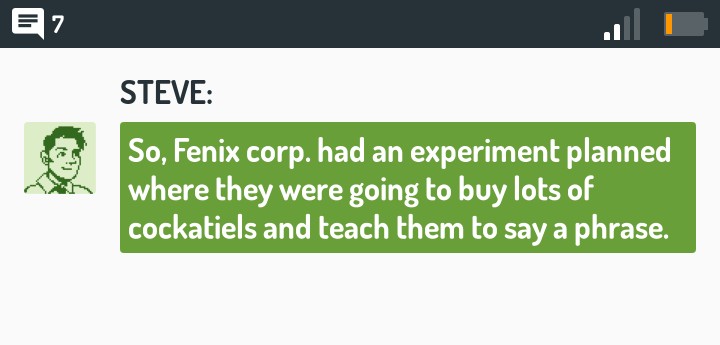 7
STEVE:
So, Fenix corp. had an experiment planned
where they were going to buy lots of
cockatiels and teach them to say a phrase.